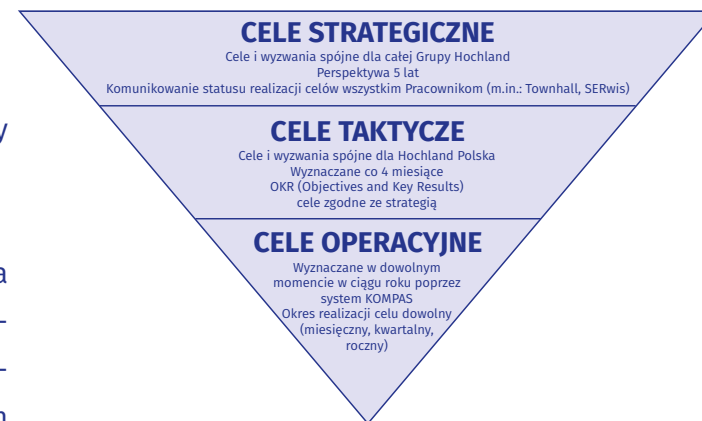 CELE STRATEGICZNE
Cele i wyzwania spójne dla całej Grupy Hochland
Perspektywa 5 lat
Komunikowanie statusu realizacji celów wszystkim Pracownikom (m.in.: Townhall, SERwis)
y
CELE TAKTYCZE
Cele i wyzwania spójne dla Hochland Polska
Wyznaczane co 4 miesiące
OKR (Objectives and Key Results)
cele zgodne ze strategią
CELE OPERACYJNE
Wyznaczane w dowolnym
a
momencie w ciągu roku poprzez
system KOMPAS
Okres realizacji celu dowolny
-
(miesięczny, kwartalny,
roczny)
-